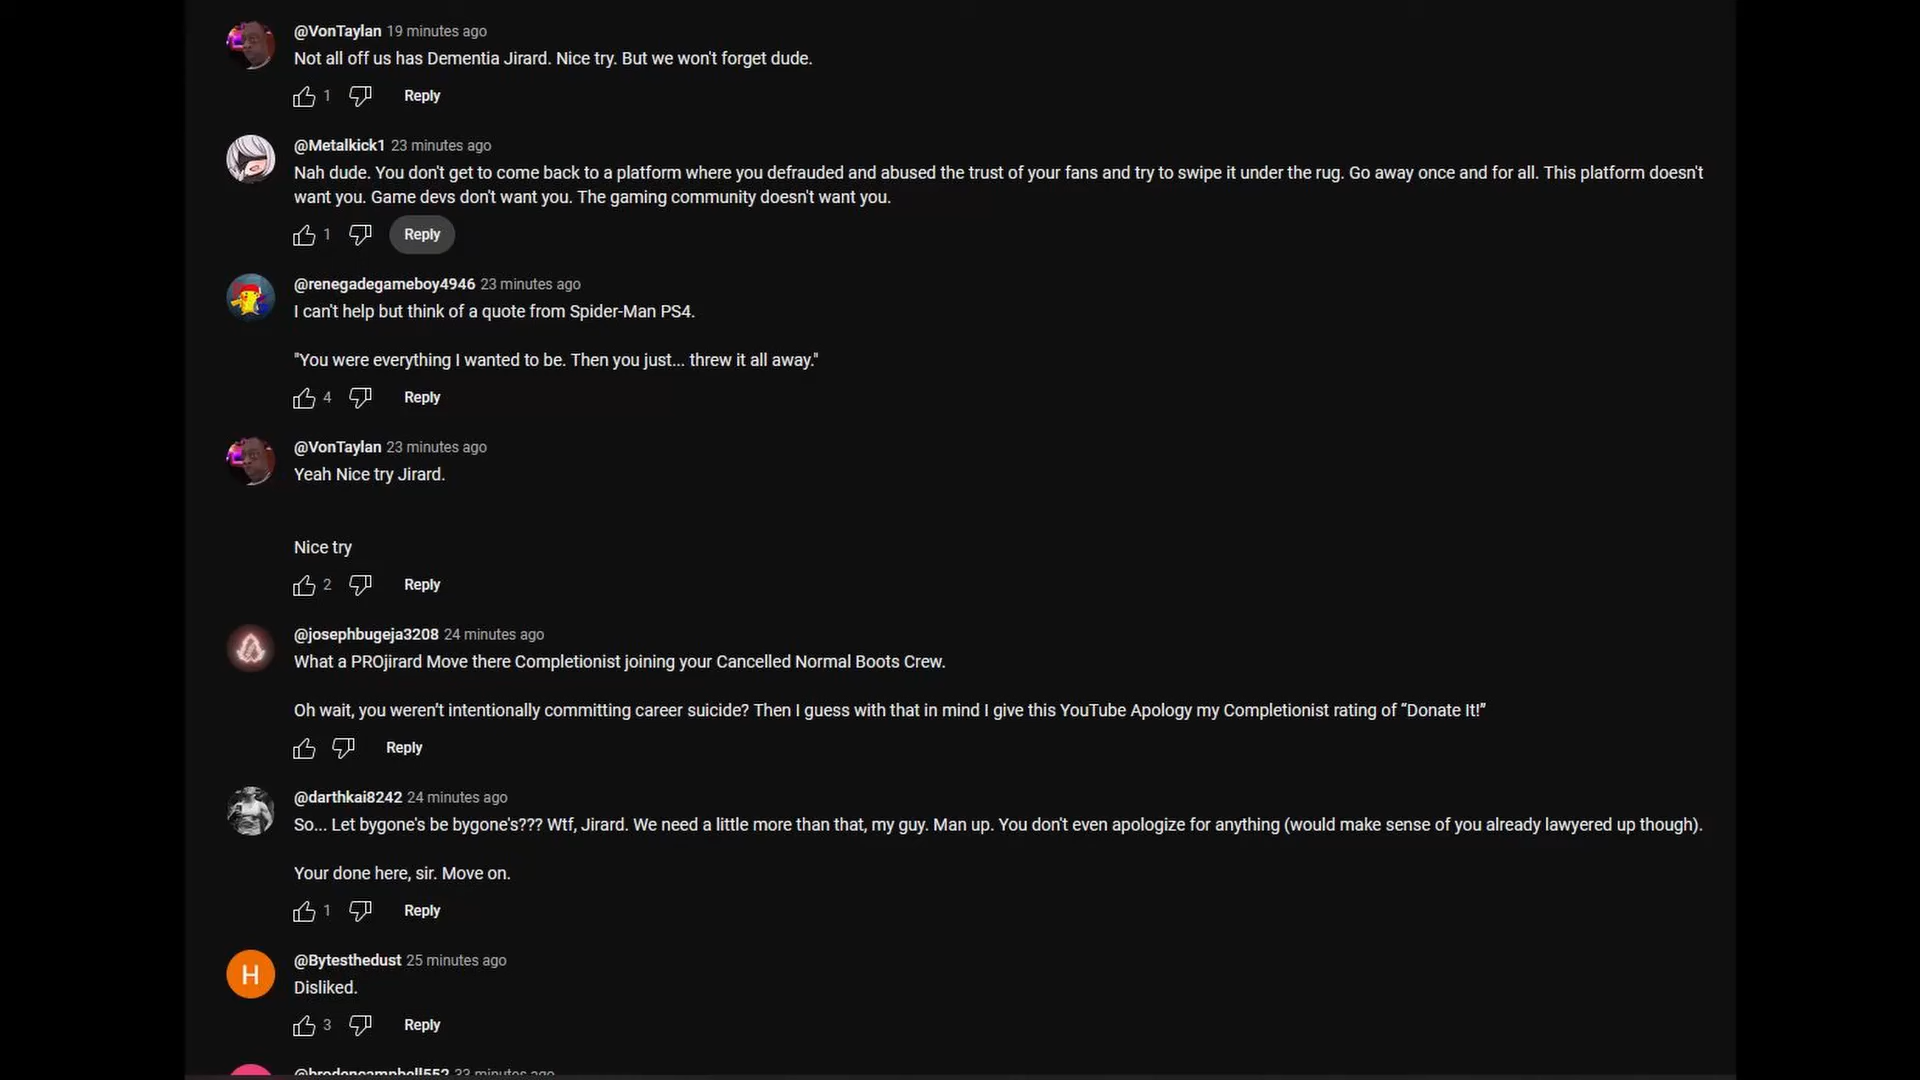 @VonTaylan 19 minutes ago
Not all off us has Dementia Jirard. Nice try. But we won't forget dude.
1 Reply
@Metalkick1 23 minutes ago
Nah dude. You don't get to come back to a platform where you defrauded and abused the trust of your fans and try to swipe it under the rug. Go away once and for all. This platform doesn't
want you. Game devs don't want you. The gaming community doesn't want you.
1 Reply
@renegadegameboy4946 23 minutes ago
I can't help but think of a quote from Spider-Man PS4.
"You were everything I wanted to be. Then you just... threw it all away."
4 Reply
@VonTaylan 23 minutes ago
Yeah Nice try Jirard.
Nice try
2 Reply
@josephbugeja3208 24 minutes ago
What a PROjirard Move there Completionist joining your Cancelled Normal Boots Crew.
Oh wait, you weren’t intentionally committing career suicide? Then I guess with that in mind I give this YouTube Apology my Completionist rating of “Donate It!”
Reply
@darthkai8242 24 minutes ago
So... Let bygone's be bygone's??? Wtf, Jirard. We need a little more than that, my guy. Man up. You don't even apologize for anything (would make sense of you already lawyered up though).
Your done here, sir. Move on.
1 Reply
H
@Bytesthedust 25 minutes ago
Disliked.
3 Reply
@brodencampbell552 33 minutes ago